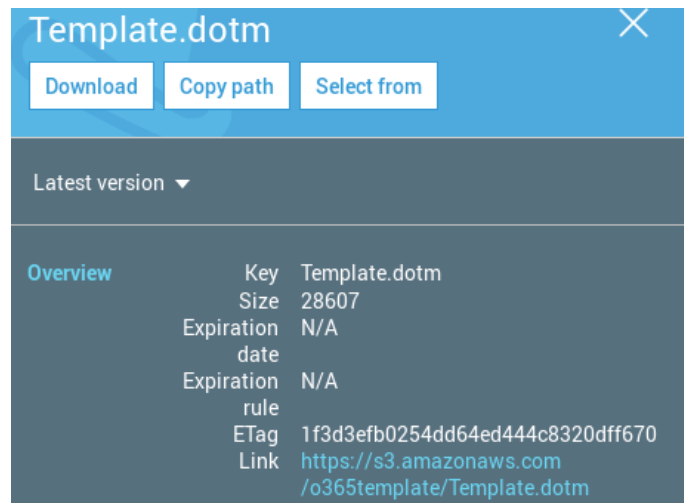 Template.dotm
Download Copy path Select from
Latest version
Overview Key Template.dotm
Size 28607
Expiration N/A
date
Expiration N/A
rule
ETag 1f3d3efb0254dd64ed444c8320dff670
Link https://s3.amazonaws.com
/o365template/Template.dotm